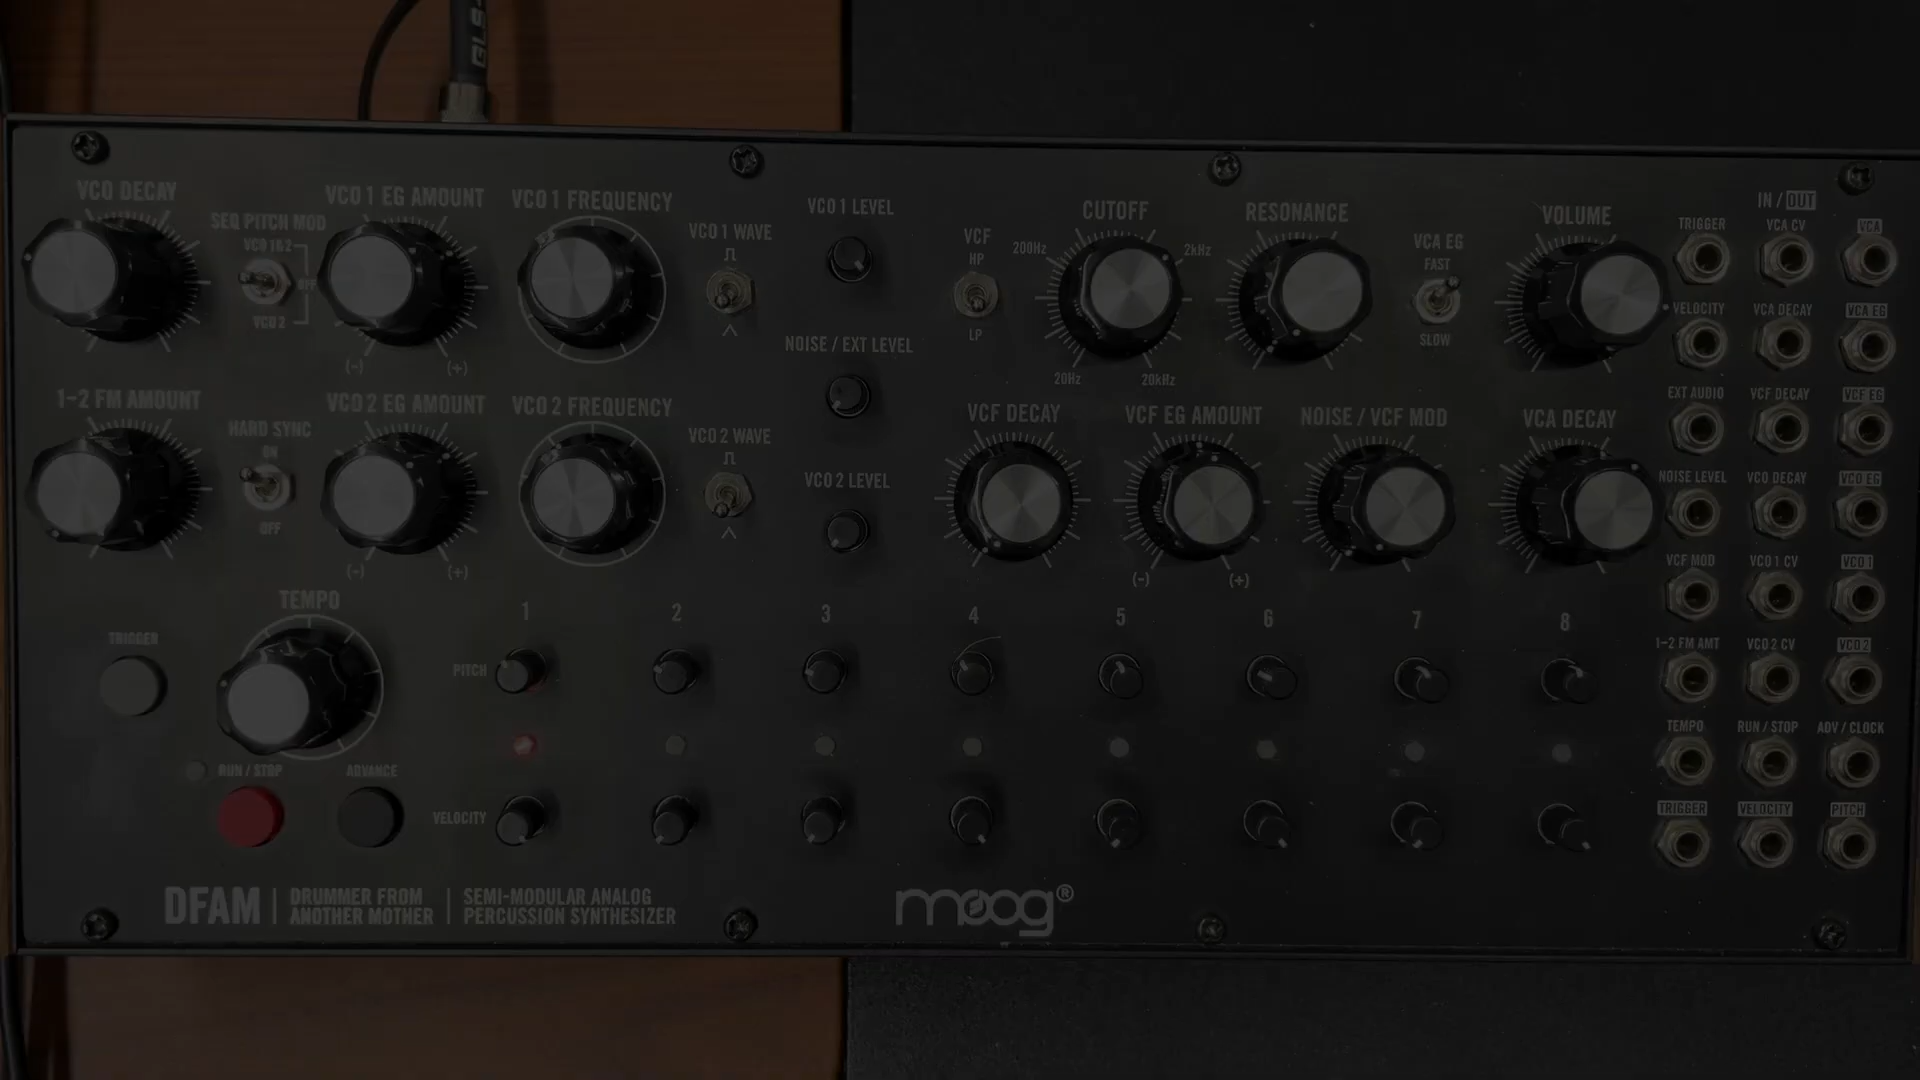 GLS
VCO DECAY
SEQ PITCH MOD
VCO 1&2
OFF
VCO 2
VCO 1 EG AMOUNT
(-) (+)
VCO 1 FREQUENCY
VCO 1 WAVE
VCO 1 LEVEL
NOISE / EXT LEVEL
VCF
HP
LP
CUTOFF
200Hz 2kHz
20Hz 20kHz
RESONANCE
VCA EG
FAST
SLOW
VOLUME
1-2 FM AMOUNT
HARD SYNC
ON
OFF
VCO 2 EG AMOUNT
(-) (+)
VCO 2 FREQUENCY
VCO 2 WAVE
VCO 2 LEVEL
VCF DECAY
VCF EG AMOUNT
(-) (+)
NOISE / VCF MOD
VCA DECAY
IN / OUT
TRIGGER VCA CV VCA
VELOCITY VCA DECAY VCA EG
EXT AUDIO VCF DECAY VCF EG
NOISE LEVEL VCO DECAY VCO EG
VCF MOD VCO 1 CV VCO 1
1-2 FM AMT VCO 2 CV VCO 2
TEMPO RUN / STOP ADV / CLOCK
TRIGGER VELOCITY PITCH
TRIGGER
TEMPO
RUN / STOP
ADVANCE
1 2 3 4 5 6 7 8
PITCH
VELOCITY
DFAM
DRUMMER FROM
ANOTHER MOTHER
SEMI-MODULAR ANALOG
PERCUSSION SYNTHESIZER
moog®